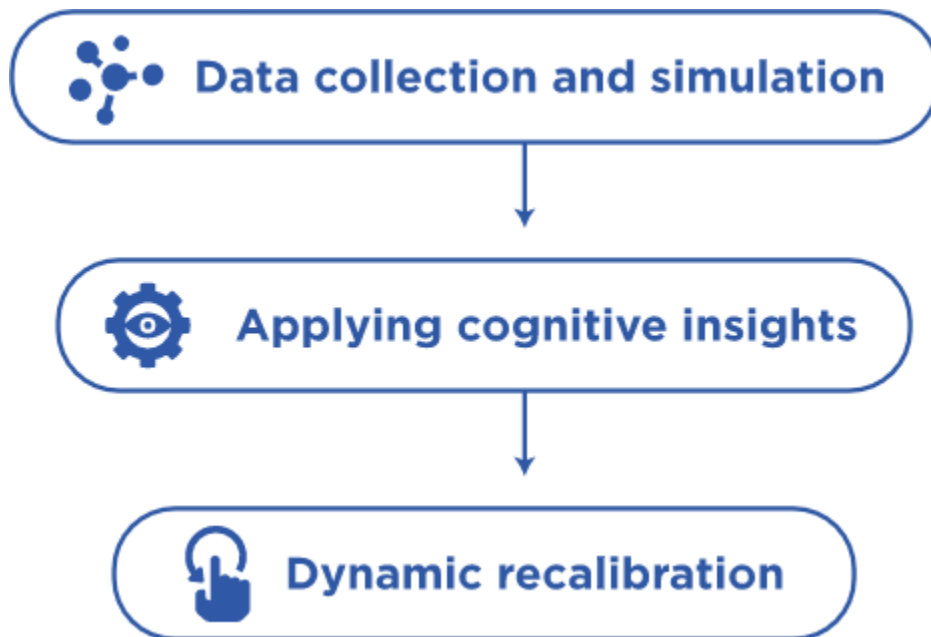 Data collection and simulation
Applying cognitive insights
Dynamic recalibration